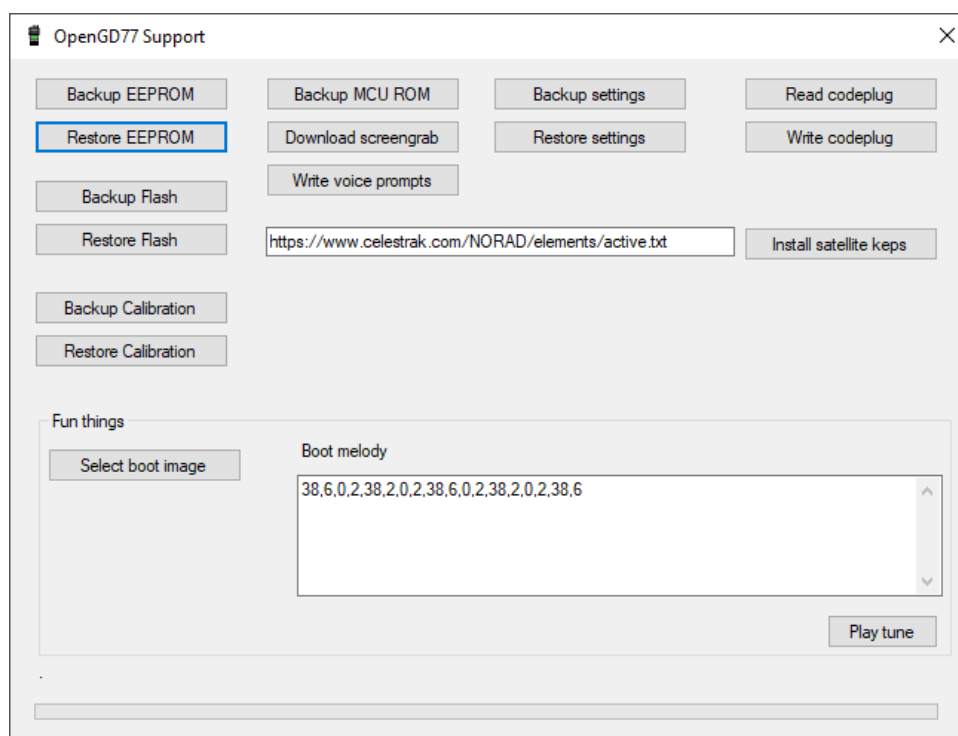 OpenGD77 Support
Backup EEPROM
Backup MCU ROM
Backup settings
Read codeplug
Restore EEPROM
Download screengrab
Restore settings
Write codeplug
Write voice prompts
Backup Flash
Restore Flash
https://www.celestrak.com/NORAD/elements/active.txt
Install satellite keps
Backup Calibration
Restore Calibration
Fun things
Select boot image
Boot melody
38,6,0,2,38,2,0,2,38,6,0,2,38,2,0,2,38,6
Play tune
.